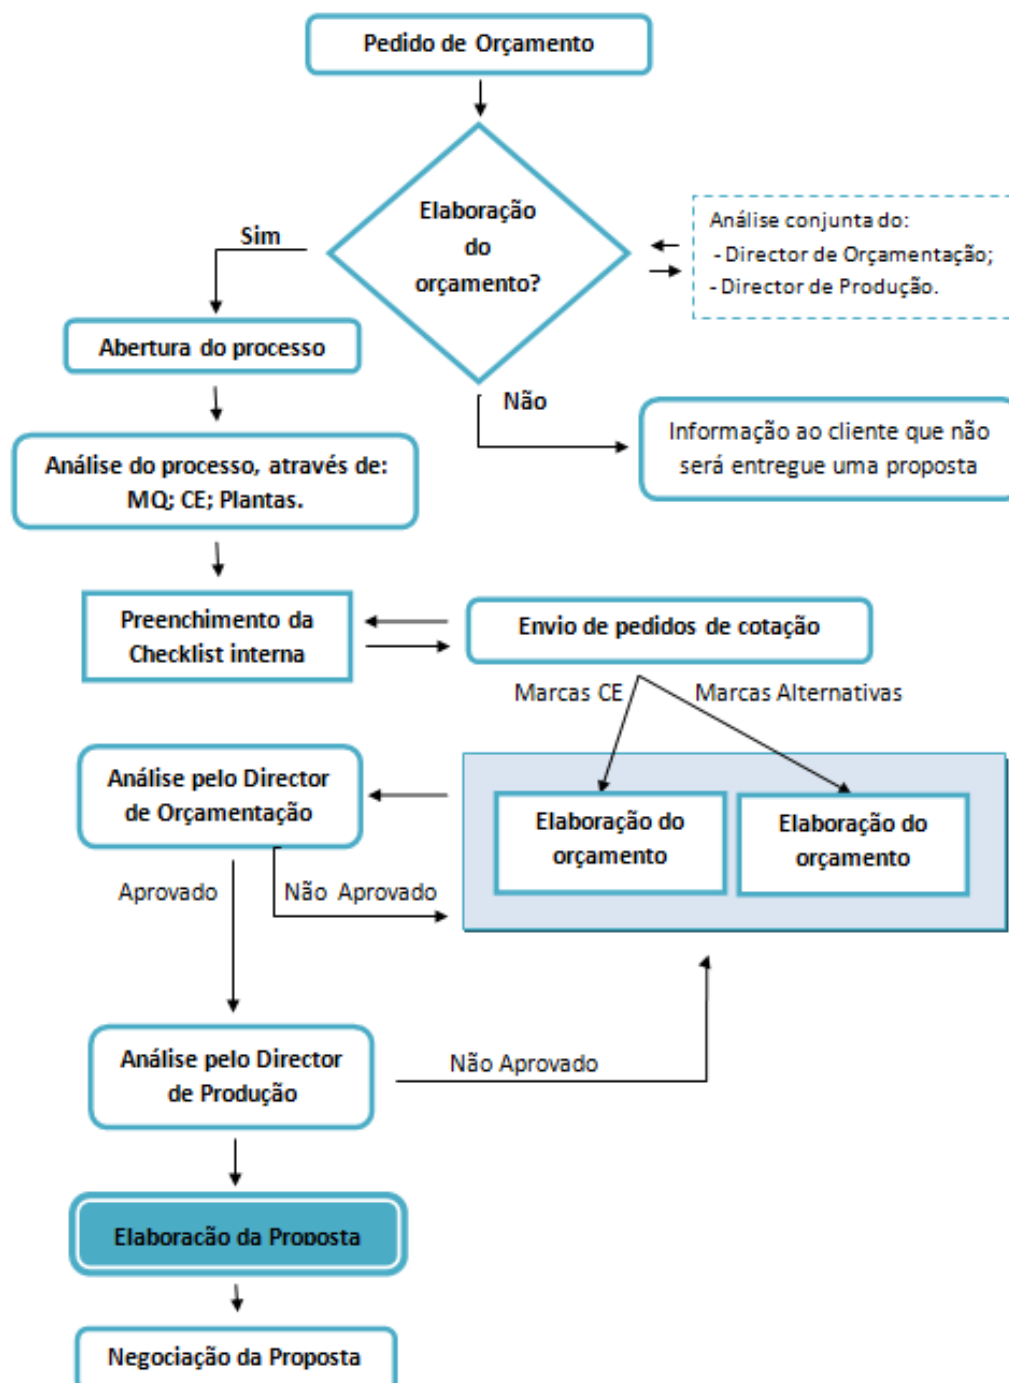 Pedido de Orçamento
Elaboração
do
orçamento?
Análise conjunta do:
- Director de Orçamentação;
- Director de Produção.
Sim
Abertura do processo
Não
Informação ao cliente que não
será entregue uma proposta
Análise do processo, através de:
MQ; CE; Plantas.
Preenchimento da
Checklist interna
Envio de pedidos de cotação
Marcas CE
Marcas Alternativas
Análise pelo Director
de Orçamentação
Elaboração do
orçamento
Elaboração do
orçamento
Aprovado
Não Aprovado
Análise pelo Director
de Produção
Não Aprovado
Elaboração da Proposta
Negociação da Proposta